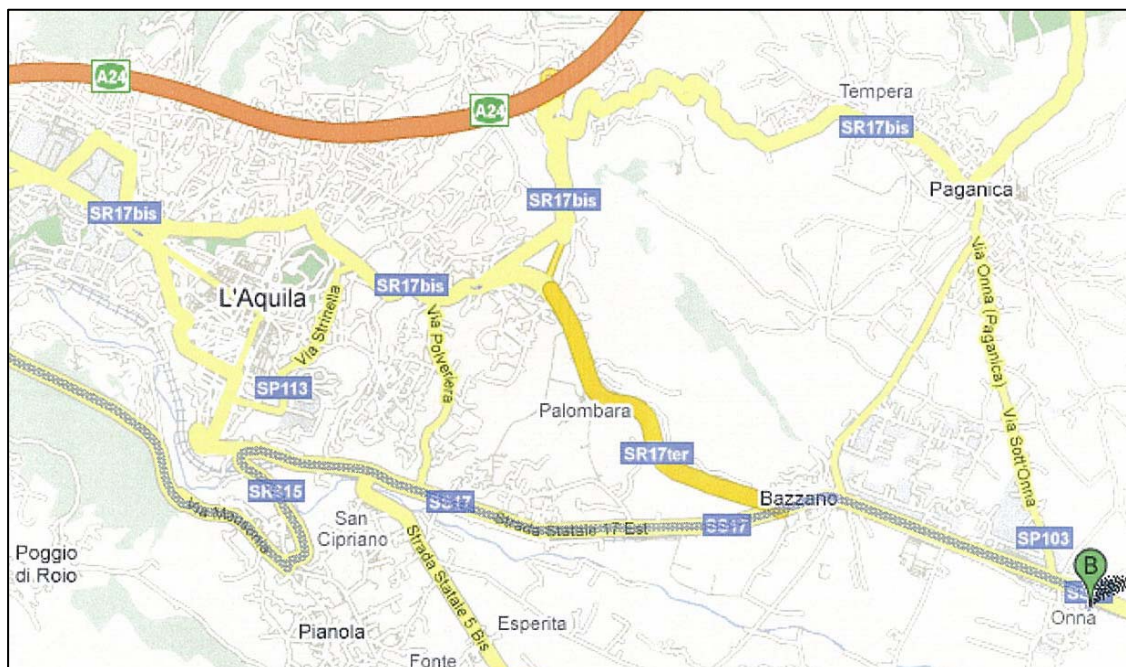 A24
A24
Tempera
SR17bis
Paganica
SR17bis
SR17bis
L'Aquila
SR17bis
Via Strinella
Via Polveriera
Via Onna (Paganica)
SP113
Palombara
Via Sott'Onna
SR17ter
Bazzano
SR615
SS17
SS17
Strada Statale 17 Est
Via Mausonia
San
Cipriano
Strada Statale 5 Bis
SP103
B
Poggio
di Roio
Esperita
Onna
Pianola
Fonte